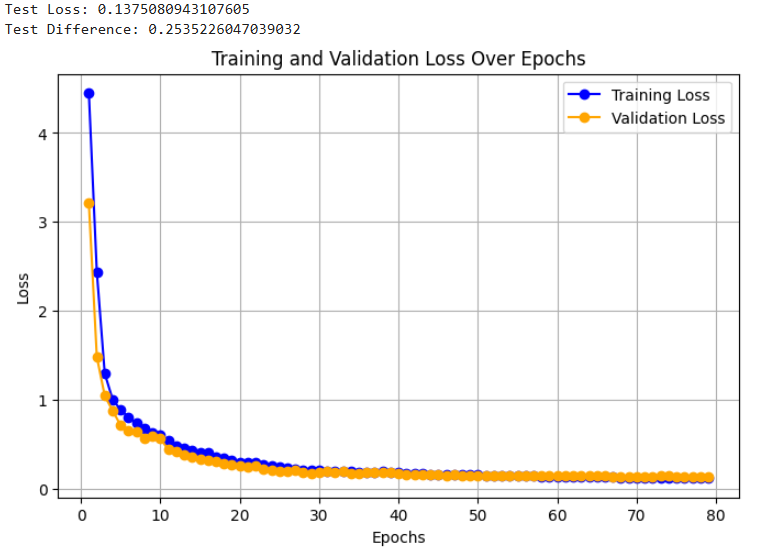 Test Loss: 0.1375080943107605
Test Difference: 0.2535226047039032
Training and Validation Loss Over Epochs
Training Loss
Validation Loss
4
3
2
1
0
Loss
0 10 20 30 40 50 60 70 80
Epochs